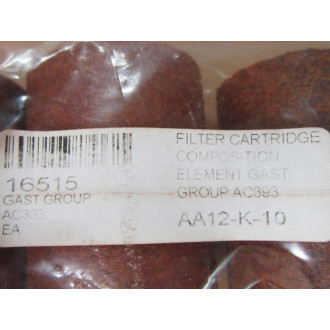 16515
GAST GROUP
AC393
EA
FILTER CARTRIDGE
COMPOSITION
ELEMENT GAST
GROUP AC393
AA12-K-10